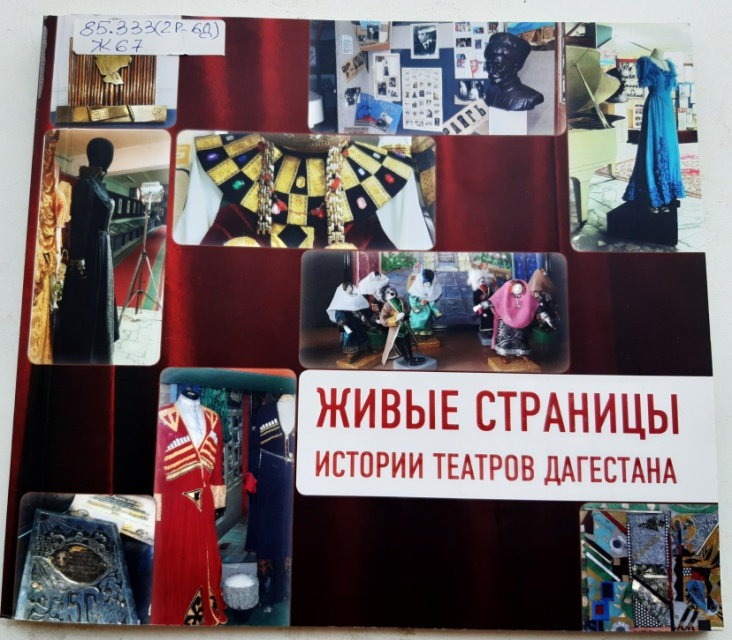 85.333(2Р-6Д)
Ж67
ЖИВЫЕ СТРАНИЦЫ
ИСТОРИИ ТЕАТРОВ ДАГЕСТАНА